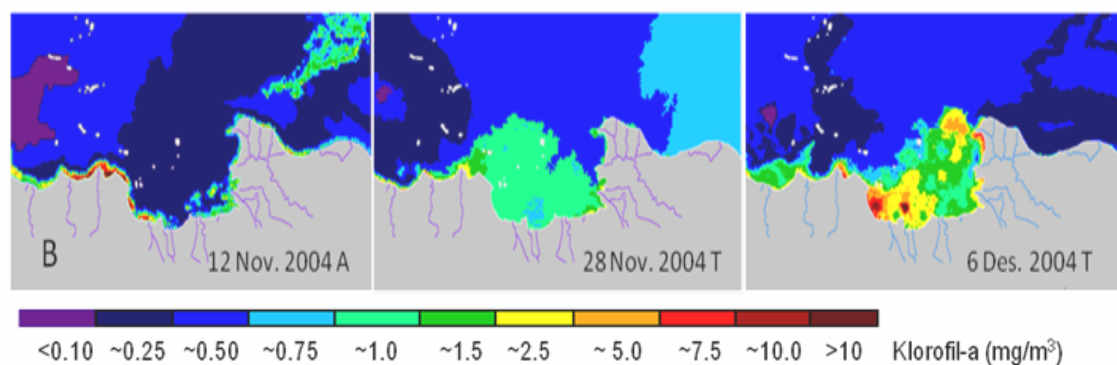 B
12 Nov. 2004 A
28 Nov. 2004 T
6 Des. 2004 T
<0.10 ~0.25 ~0.50 ~0.75 ~1.0 ~1.5 ~2.5 ~ 5.0 ~7.5 ~10.0 >10 Klorofil-a (mg/m³)